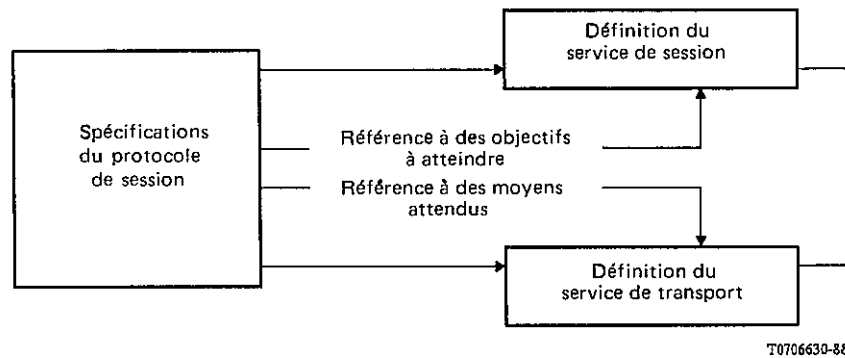 Définition du
service de session
Spécifications
du protocole
de session
Référence à des objectifs
à atteindre
Référence à des moyens
attendus
Définition du
service de transport
T0706630-88